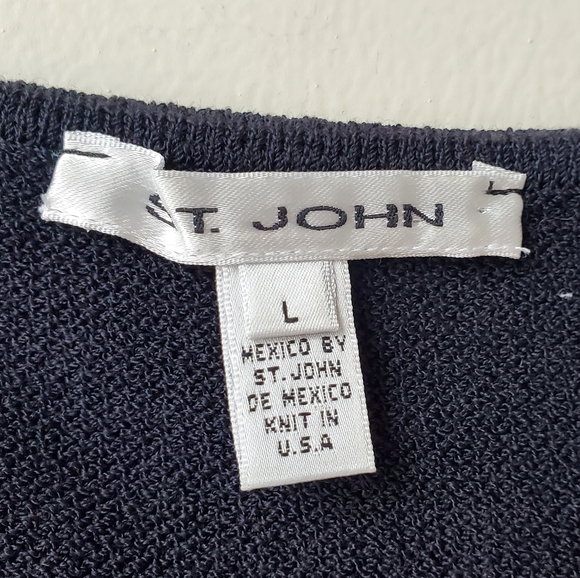 ST. JOHN
L
MEXICO BY
ST. JOHN
DE MEXICO
KNIT IN
U.S.A